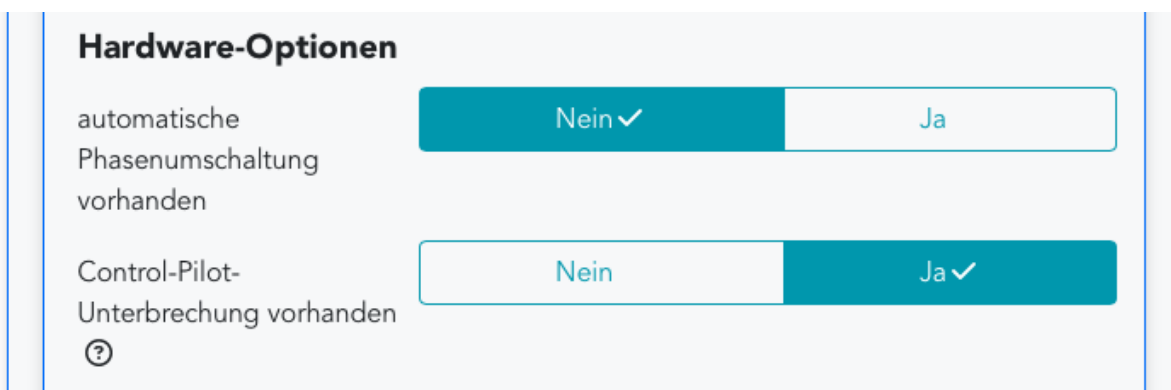 Hardware-Optionen
automatische
Phasenumschaltung
vorhanden
Nein ✓
Ja
Control-Pilot-
Unterbrechung vorhanden
?
Nein
Ja ✓